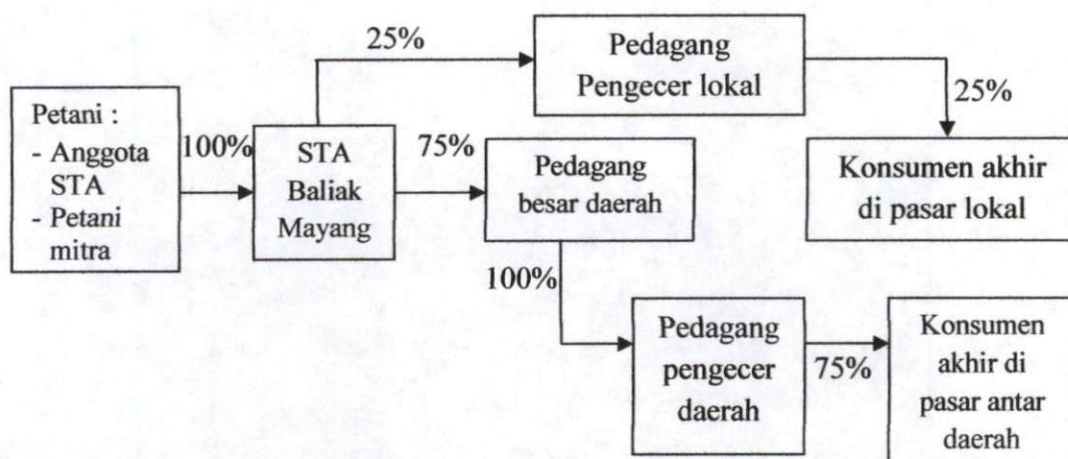 25%
Pedagang
Pengecer lokal
25%
Petani :
- Anggota
STA
- Petani
mitra
100%
STA
Baliak
Mayang
75%
Pedagang
besar daerah
Konsumen akhir
di pasar lokal
100%
Pedagang
pengecer
daerah
75%
Konsumen
akhir di
pasar antar
daerah